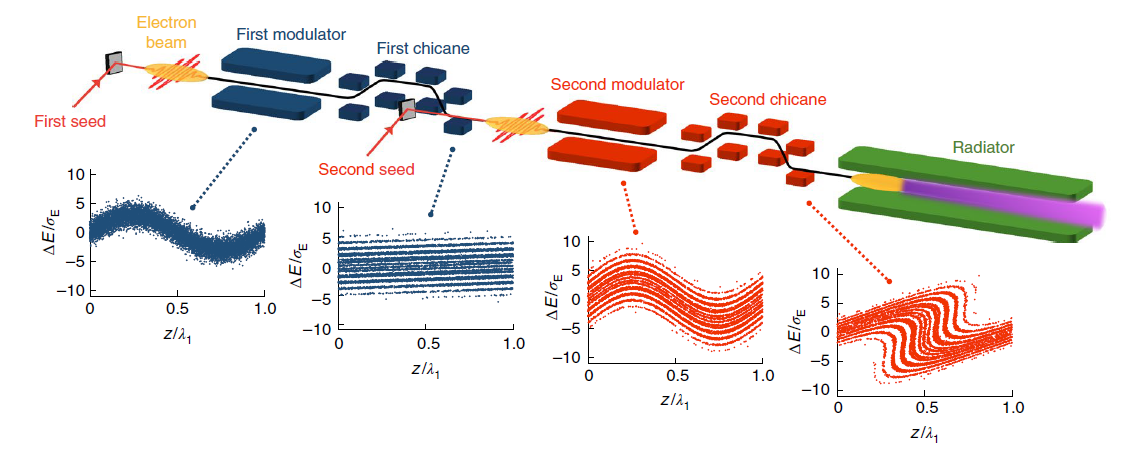 Electron
beam
First modulator
First chicane
First seed
Second seed
Second modulator
Second chicane
Radiator
10
5
0
−5
−10
ΔE/σE
0
0.5
1.0
z/λ1
10
5
0
−5
−10
ΔE/σE
0
0.5
1.0
z/λ1
10
5
0
−5
−10
ΔE/σE
0
0.5
1.0
z/λ1
10
5
0
−5
−10
ΔE/σE
0
0.5
1.0
z/λ1